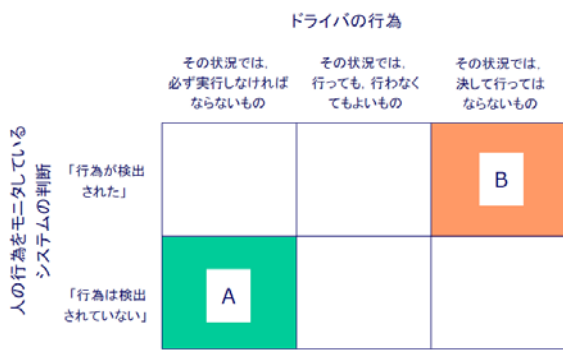 ドライバの行為
その状況では、
必ず実行しなければ
ならないもの
その状況では、
行っても、行わなく
てもよいもの
その状況では、
決して行っては
ならないもの
人の行為をモニタしている
システムの判断
「行為が検出
された」
B
「行為は検出
されていない」
A